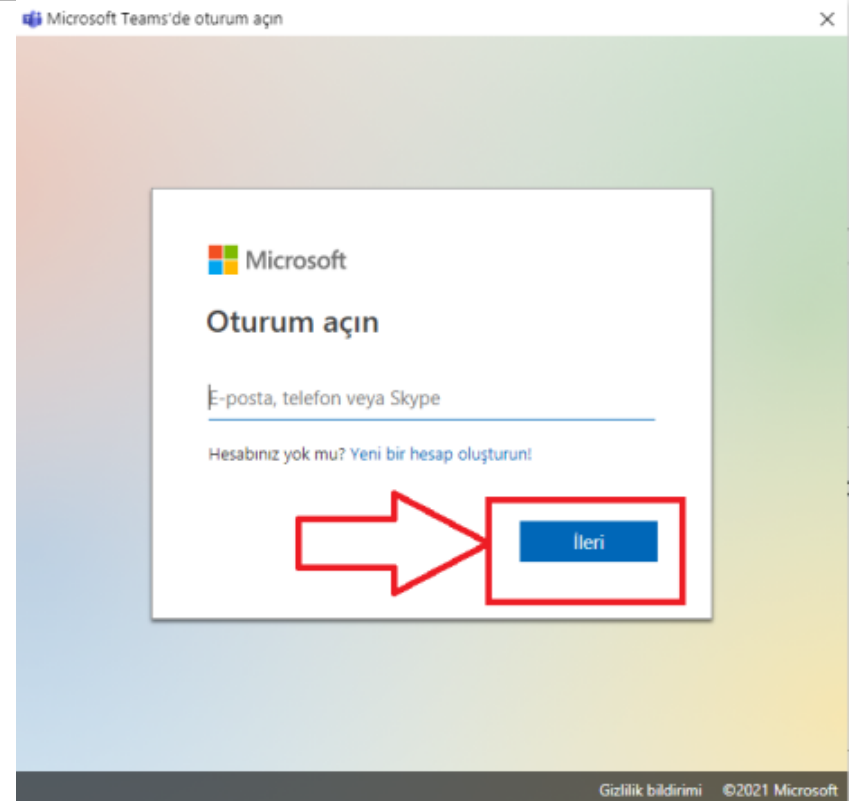 Microsoft Teams'de oturum açın
Microsoft
Oturum açın
E-posta, telefon veya Skype
Hesabınız yok mu? Yeni bir hesap oluşturun!
İleri
Gizlilik bildirimi ©2021 Microsoft